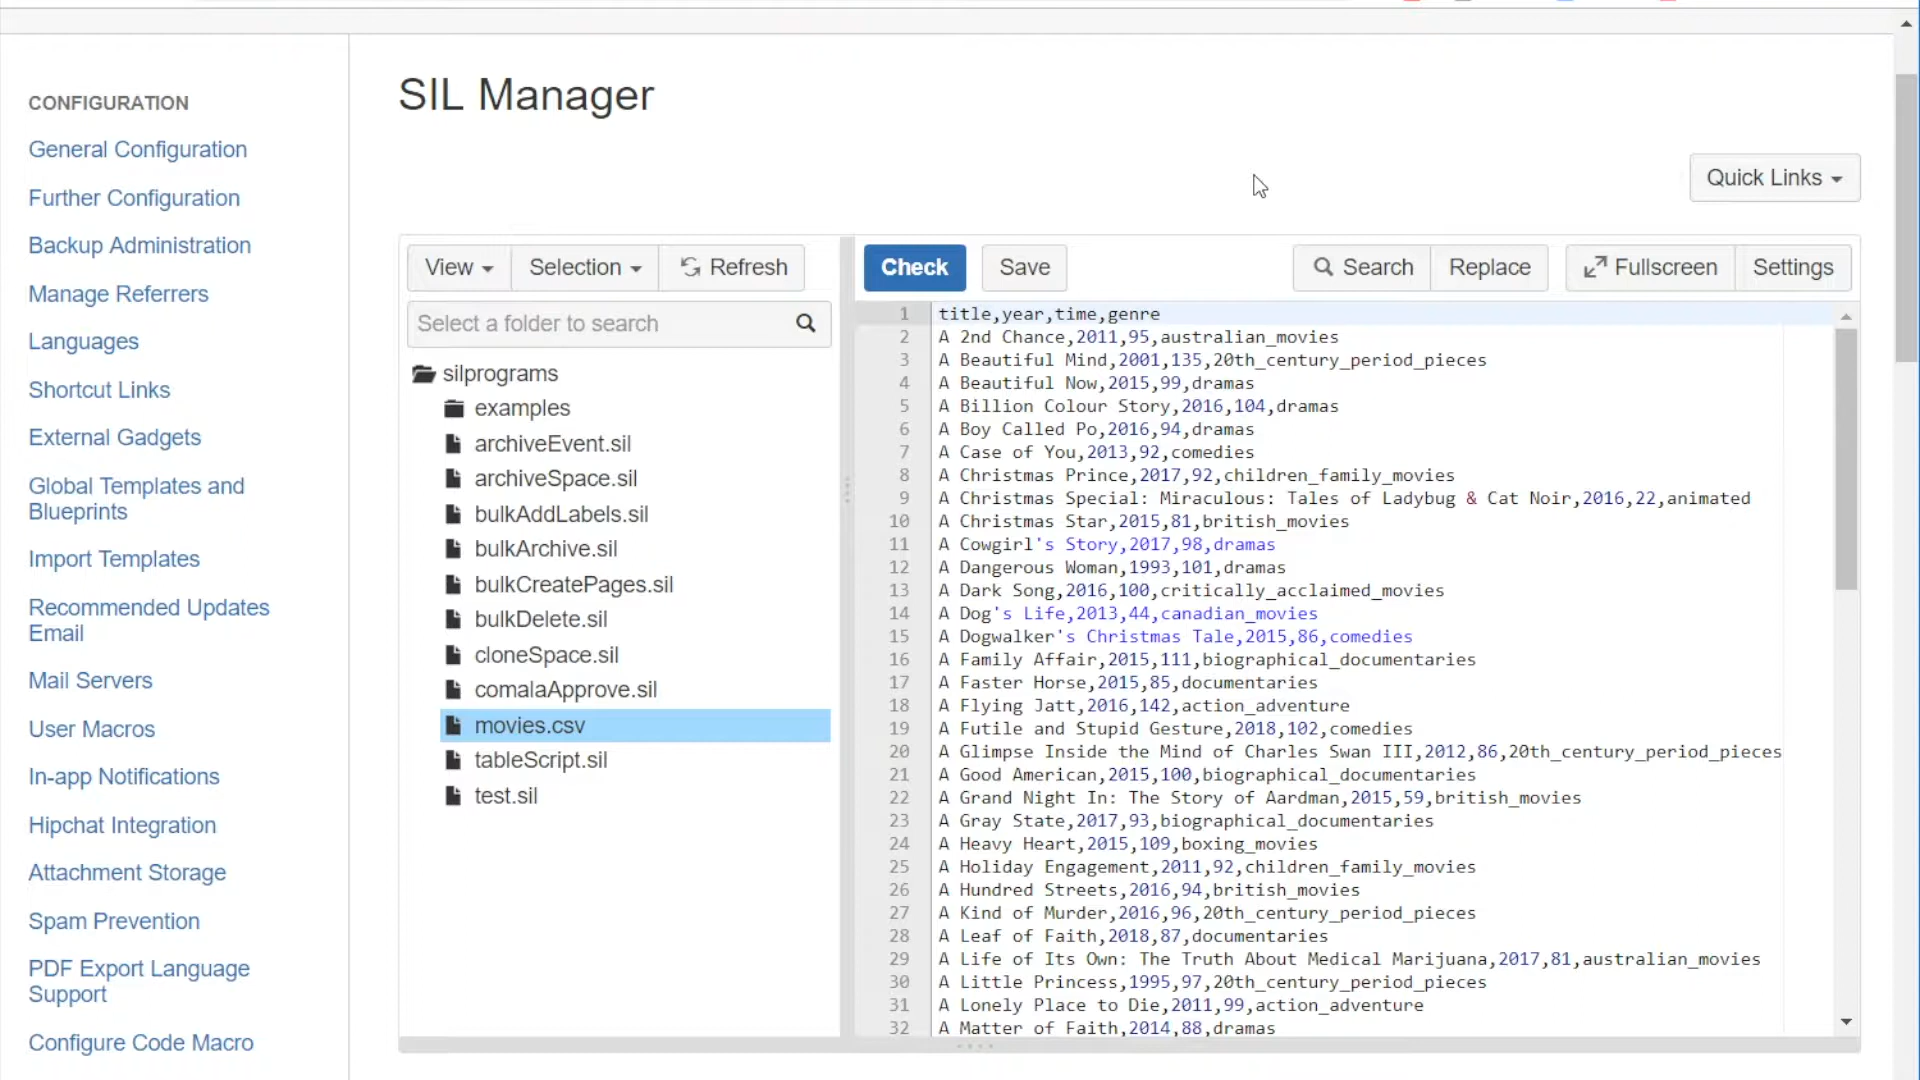 CONFIGURATION
General Configuration
Further Configuration
Backup Administration
Manage Referrers
Languages
Shortcut Links
External Gadgets
Global Templates and
Blueprints
Import Templates
Recommended Updates
Email
Mail Servers
User Macros
In-app Notifications
Hipchat Integration
Attachment Storage
Spam Prevention
PDF Export Language
Support
Configure Code Macro
SIL Manager
Quick Links
View
Selection
Refresh
Select a folder to search
silprograms
examples
archiveEvent.sil
archiveSpace.sil
bulkAddLabels.sil
bulkArchive.sil
bulkCreatePages.sil
bulkDelete.sil
cloneSpace.sil
comalaApprove.sil
movies.csv
tableScript.sil
test.sil
Check
Save
Search
Replace
Fullscreen
Settings
1 title,year,time,genre
2 A 2nd Chance,2011,95,australian_movies
3 A Beautiful Mind,2001,135,20th_century_period_pieces
4 A Beautiful Now,2015,99,dramas
5 A Billion Colour Story,2016,104,dramas
6 A Boy Called Po,2016,94,dramas
7 A Case of You,2013,92,comedies
8 A Christmas Prince,2017,92,children_family_movies
9 A Christmas Special: Miraculous: Tales of Ladybug & Cat Noir,2016,22,animated
10 A Christmas Star,2015,81,british_movies
11 A Cowgirl's Story,2017,98,dramas
12 A Dangerous Woman,1993,101,dramas
13 A Dark Song,2016,100,critically_acclaimed_movies
14 A Dog's Life,2013,44,canadian_movies
15 A Dogwalker's Christmas Tale,2015,86,comedies
16 A Family Affair,2015,111,biographical_documentaries
17 A Faster Horse,2015,85,documentaries
18 A Flying Jatt,2016,142,action_adventure
19 A Futile and Stupid Gesture,2018,102,comedies
20 A Glimpse Inside the Mind of Charles Swan III,2012,86,20th_century_period_pieces
21 A Good American,2015,100,biographical_documentaries
22 A Grand Night In: The Story of Aardman,2015,59,british_movies
23 A Gray State,2017,93,biographical_documentaries
24 A Heavy Heart,2015,109,boxing_movies
25 A Holiday Engagement,2011,92,children_family_movies
26 A Hundred Streets,2016,94,british_movies
27 A Kind of Murder,2016,96,20th_century_period_pieces
28 A Leaf of Faith,2018,87,documentaries
29 A Life of Its Own: The Truth About Medical Marijuana,2017,81,australian_movies
30 A Little Princess,1995,97,20th_century_period_pieces
31 A Lonely Place to Die,2011,99,action_adventure
32 A Matter of Faith,2014,88,dramas